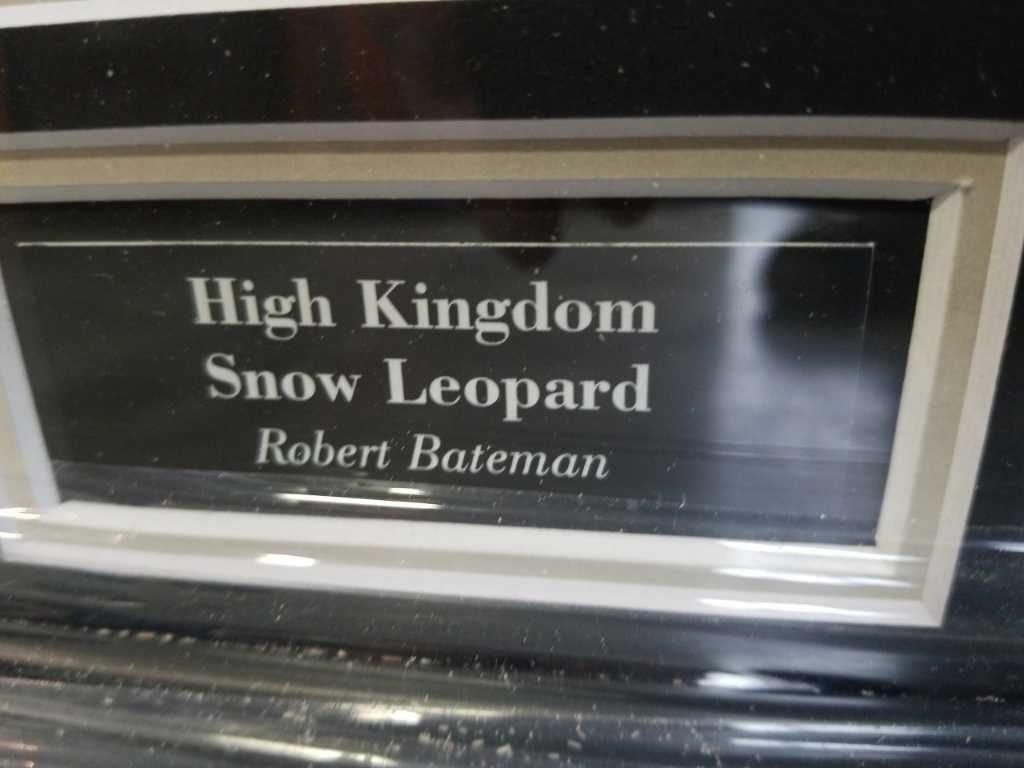 High Kingdom
Snow Leopard
Robert Bateman